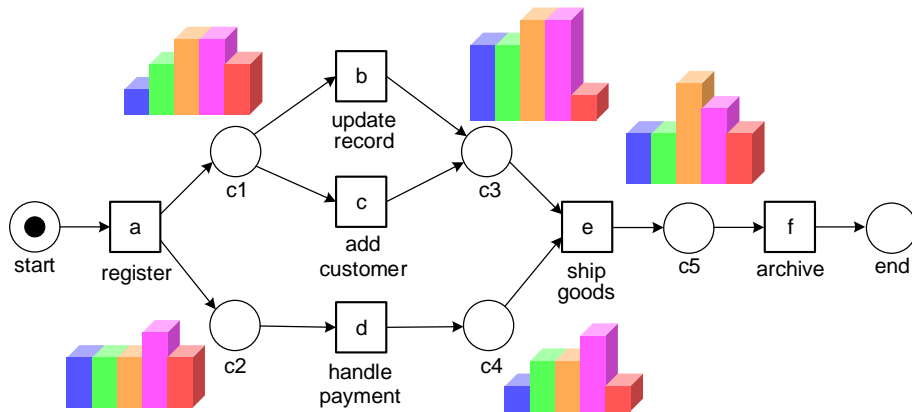 b
update
record
c1
c3
c
add
customer
start
a
register
e
ship
goods
c5
f
archive
end
c2
d
handle
payment
c4